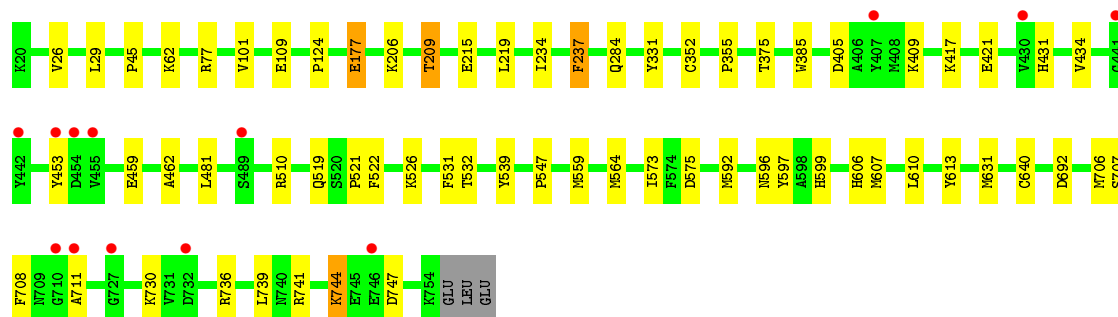 K20 V26 L29 P45 K62 R77 V101 E109 P124 E177 K206 T209 E215 L219 I234 F237 Q284 Y331 C352 P355 T375 W385 D405 A406 Y407 M408 K409 K417 E421 V430 H431 V434 C441
Y442 Y453 D454 V455 E459 A462 L481 S489 R510 Q519 S520 P521 F522 K526 F531 T532 Y539 P547 M559 M564 I573 F574 D575 M592 N596 Y597 A598 H599 H606 M607 L610 Y613 M631 C640 D692 M706
F708 N709 G710 A711 G727 K730 V731 D732 R736 L739 N740 R741 K744 E745 E746 D747 K754 GLU LEU GLU